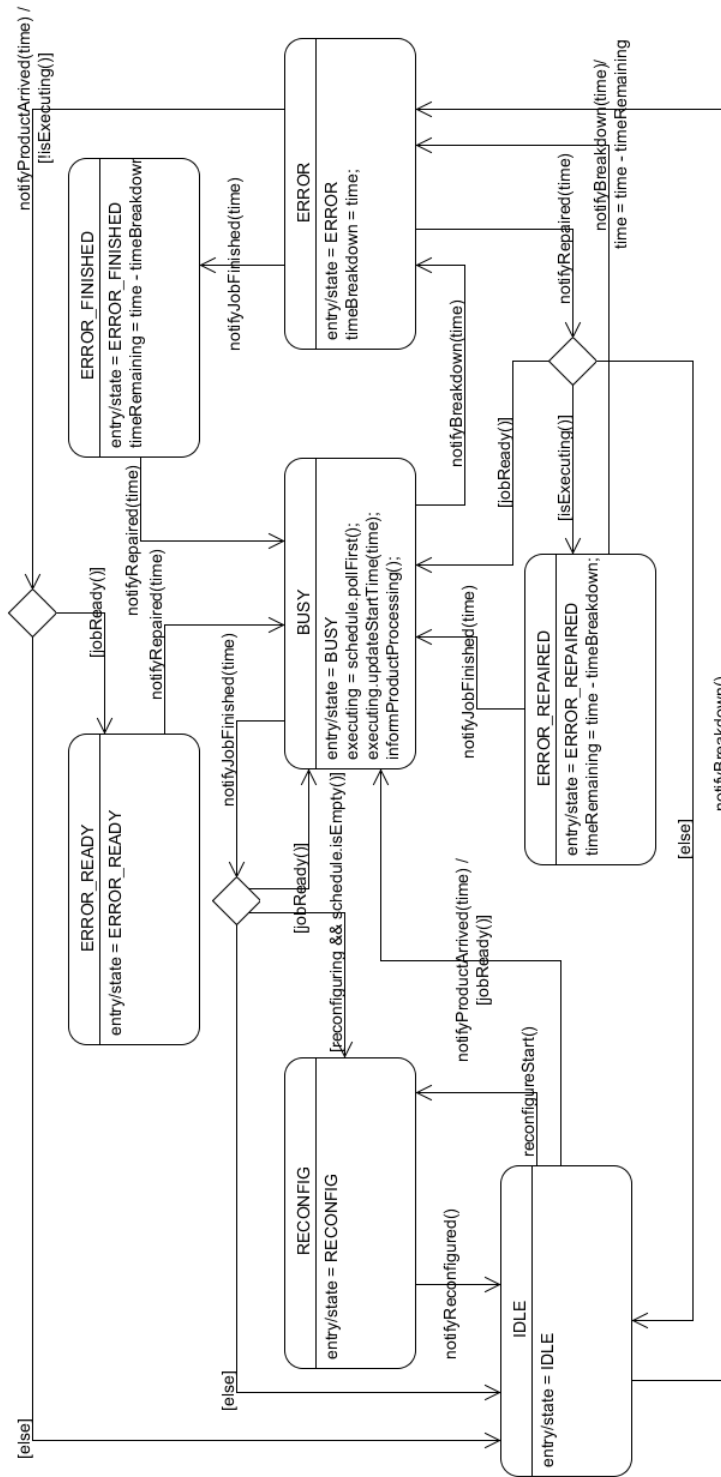 notifyProductArrived(time) /
[!isExecuting()]
[else]
[jobReady()]
ERROR_READY
entry/state = ERROR_READY
notifyRepaired(time)
ERROR_FINISHED
entry/state = ERROR_FINISHED
timeRemaining = time - timeBreakdown
notifyRepaired(time)
notifyJobFinished(time)
[else]
notifyJobFinished(time)
[jobReady()]
[reconfiguring && schedule.isEmpty()]
RECONFIG
entry/state = RECONFIG
BUSY
entry/state = BUSY
executing = schedule.pollFirst();
executing.updateStartTime(time);
informProductProcessing();
ERROR
entry/state = ERROR
timeBreakdown = time;
notifyReconfigured()
reconfigureStart()
notifyProductArrived(time) /
[jobReady()]
notifyBreakdown(time)
notifyJobFinished(time)
[jobReady()]
[isExecuting()]
notifyRepaired(time)
notifyBreakdown(time)/
time = time - timeRemaining
IDLE
entry/state = IDLE
ERROR_REPAIRED
entry/state = ERROR_REPAIRED
timeRemaining = time - timeBreakdown;
[else]
notifyBreakdown()